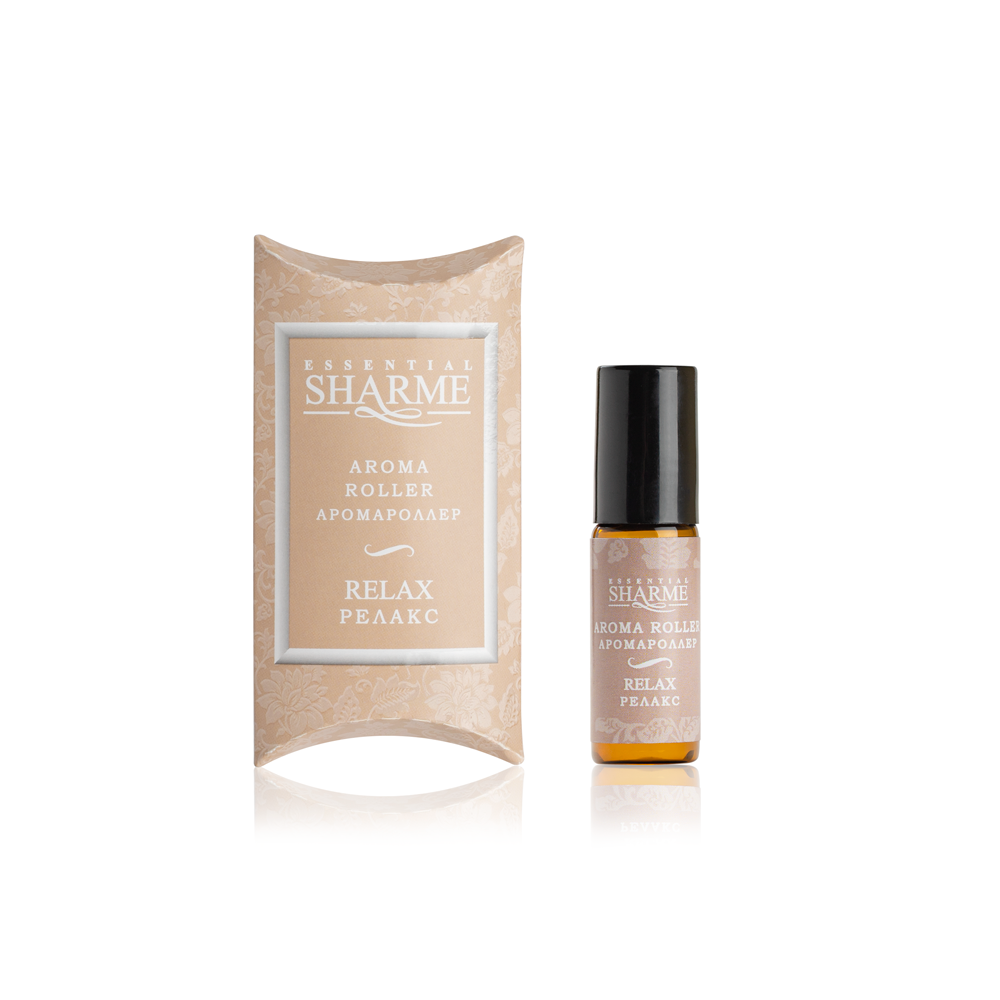 ESSENTIAL
SHARME
AROMA
ROLLER
АРОМАРОЛЛЕР
RELAX
РЕЛАКС
ESSENTIAL
SHARME
AROMA ROLLER
АРОМАРОЛЛЕР
RELAX
РЕЛАКС